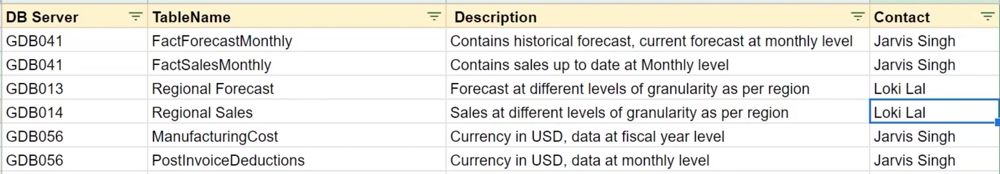 DB Server TableName Description Contact
GDB041 FactForecastMonthly Contains historical forecast, current forecast at monthly level Jarvis Singh
GDB041 FactSalesMonthly Contains sales up to date at Monthly level Jarvis Singh
GDB013 Regional Forecast Forecast at different levels of granularity as per region Loki Lal
GDB014 Regional Sales Sales at different levels of granularity as per region Loki Lal
GDB056 ManufacturingCost Currency in USD, data at fiscal year level Jarvis Singh
GDB056 PostInvoiceDeductions Currency in USD, data at monthly level Jarvis Singh